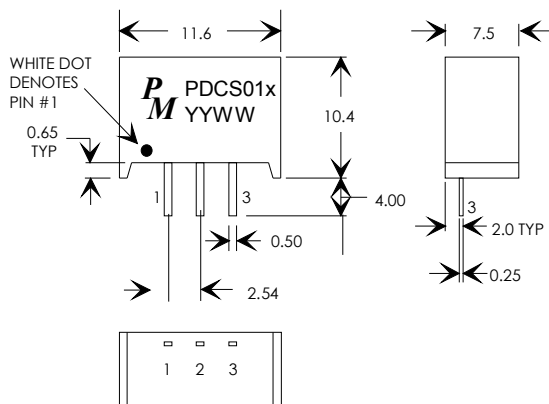 11.6
7.5
WHITE DOT
DENOTES
PIN #1
PM PDCS01x
YYWW
10.4
0.65
TYP
1
3
4.00
3
2.0 TYP
0.50
0.25
2.54
1 2 3